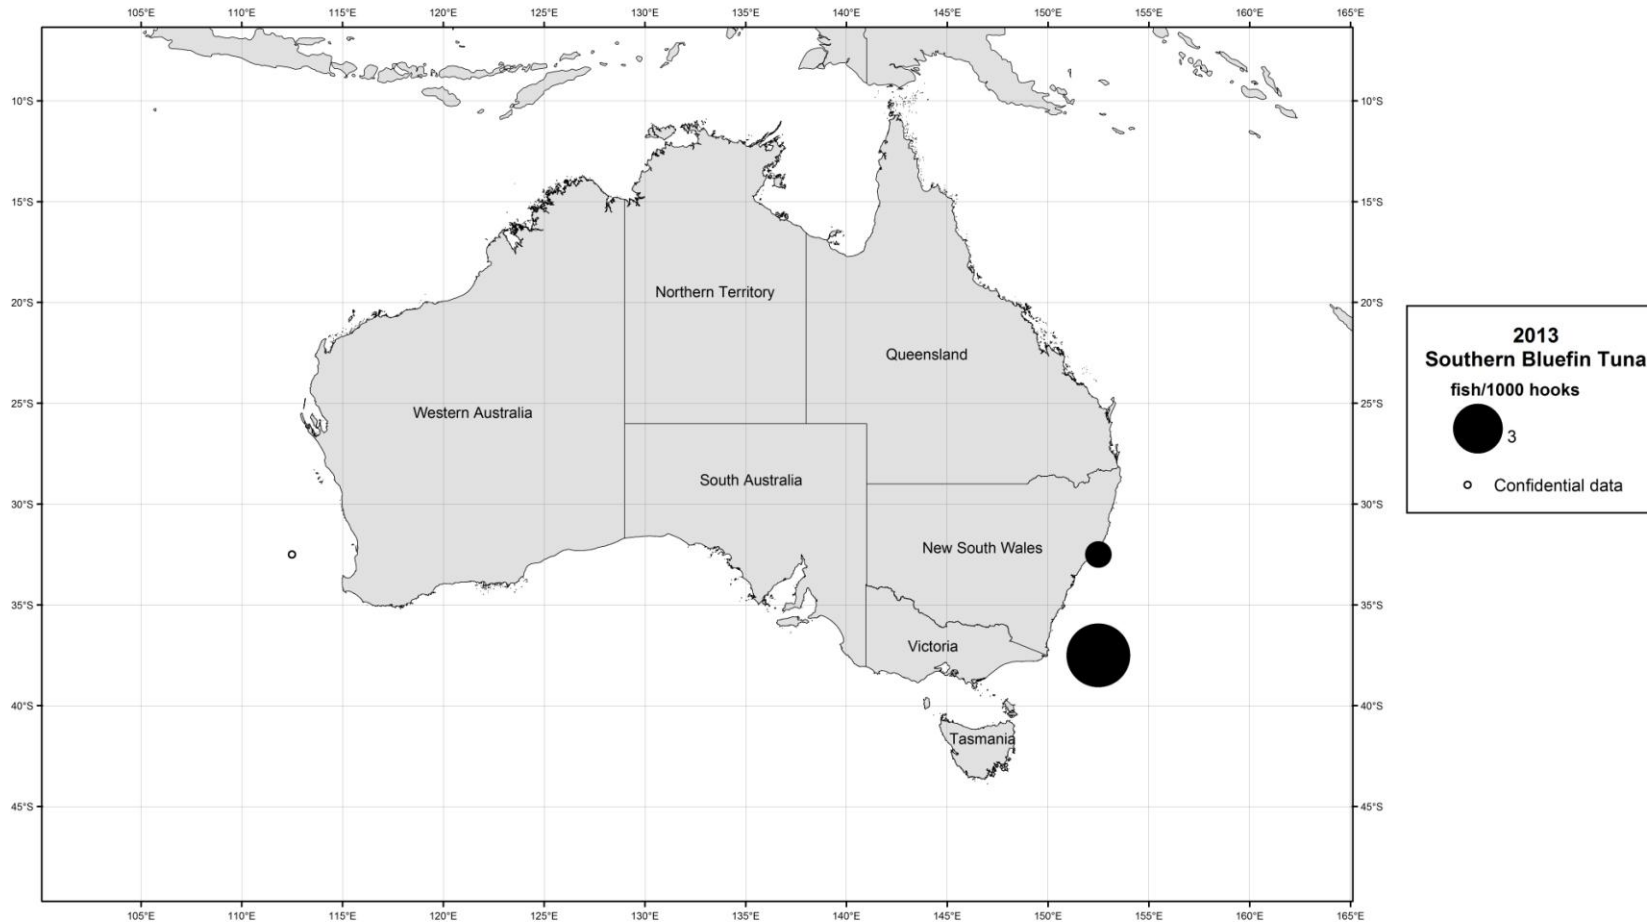 105°E 110°E 115°E 120°E 125°E 130°E 135°E 140°E 145°E 150°E 155°E 160°E 165°E
10°S 10°S
15°S 15°S
Northern Territory
20°S 20°S
Queensland
Western Australia
25°S 25°S
South Australia
30°S 30°S
New South Wales
35°S 35°S
Victoria
40°S 40°S
Tasmania
45°S 45°S
105°E 110°E 115°E 120°E 125°E 130°E 135°E 140°E 145°E 150°E 155°E 160°E 165°E
2013
Southern Bluefin Tuna
fish/1000 hooks
3
Confidential data